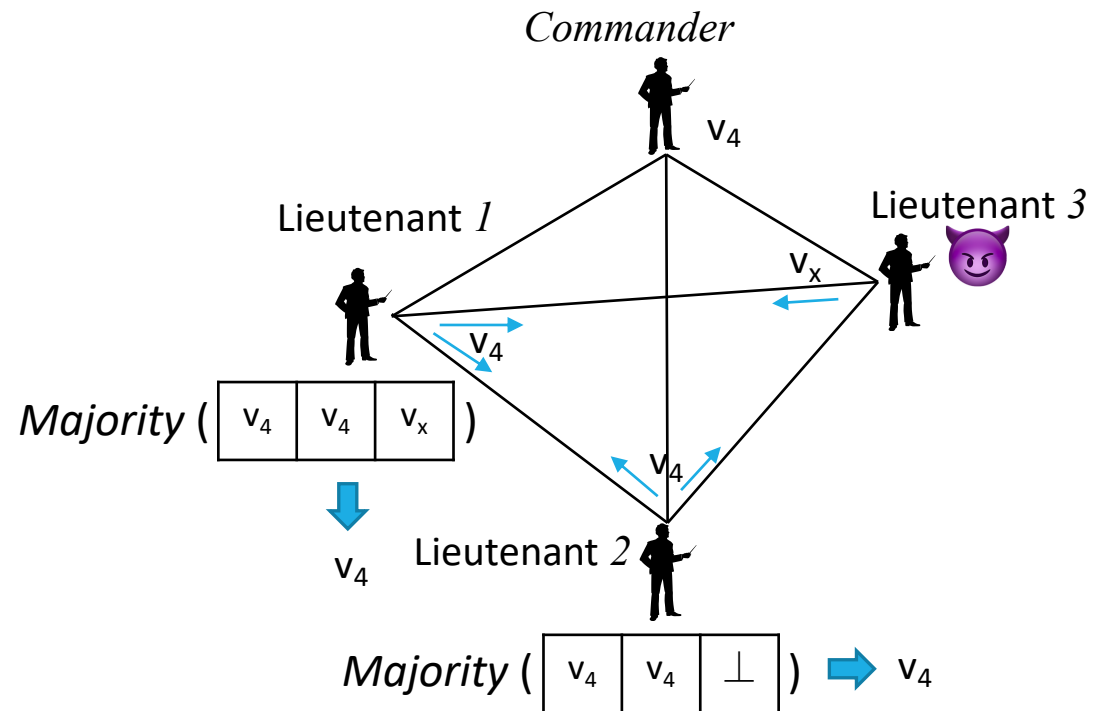 Commander
v₄
Lieutenant 1
Lieutenant 3
vₓ
v₄
Majority ( v₄ v₄ vₓ )
v₄
v₄
Lieutenant 2
Majority ( v₄ v₄ ⊥ ) v₄